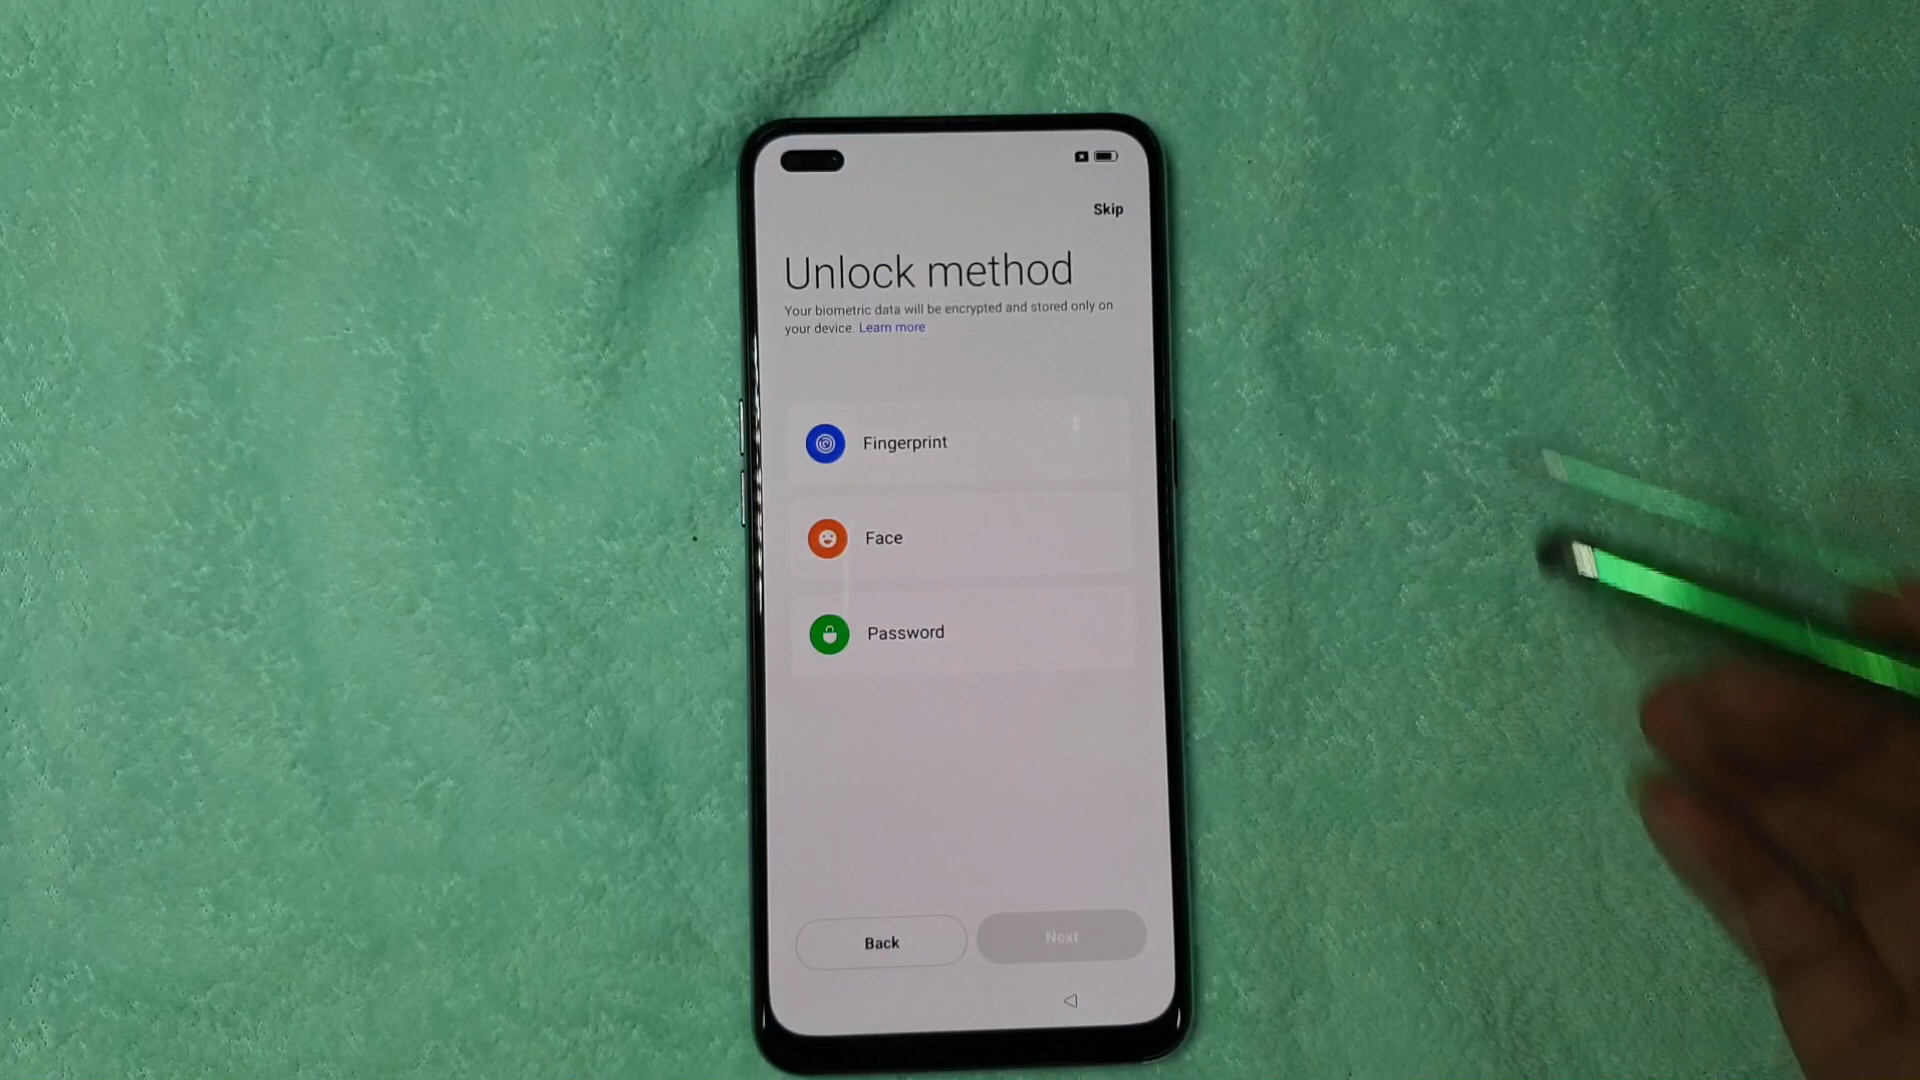 Skip
Unlock method
Your biometric data will be encrypted and stored only on
your device. Learn more
Fingerprint
Face
Password
Back
Next